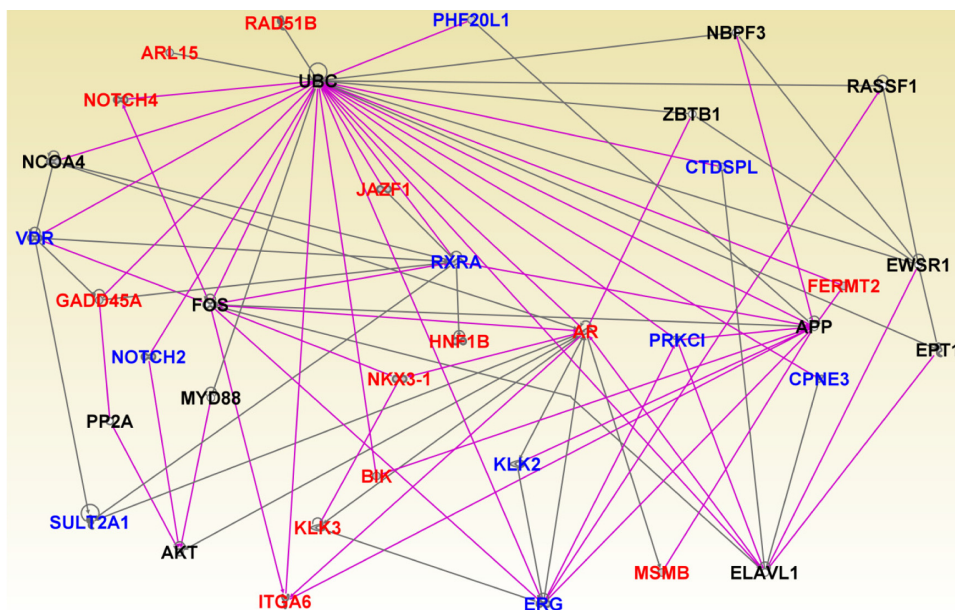 RAD51B
PHF20L1
NBPF3
ARL15
UBC
RASSF1
NOTCH4
ZBTB1
NCOA4
CTDSPL
JAZF1
VDR
RXRA
EWSR1
GADD45A
FOS
FERMT2
APP
AR
HNF1B
PRKCI
NOTCH2
EPT1
NKX3-1
CPNE3
MYD88
PP2A
KLK2
BIK
SULT2A1
KLK3
AKT
MSMB
ELAVL1
ITGA6
ERG